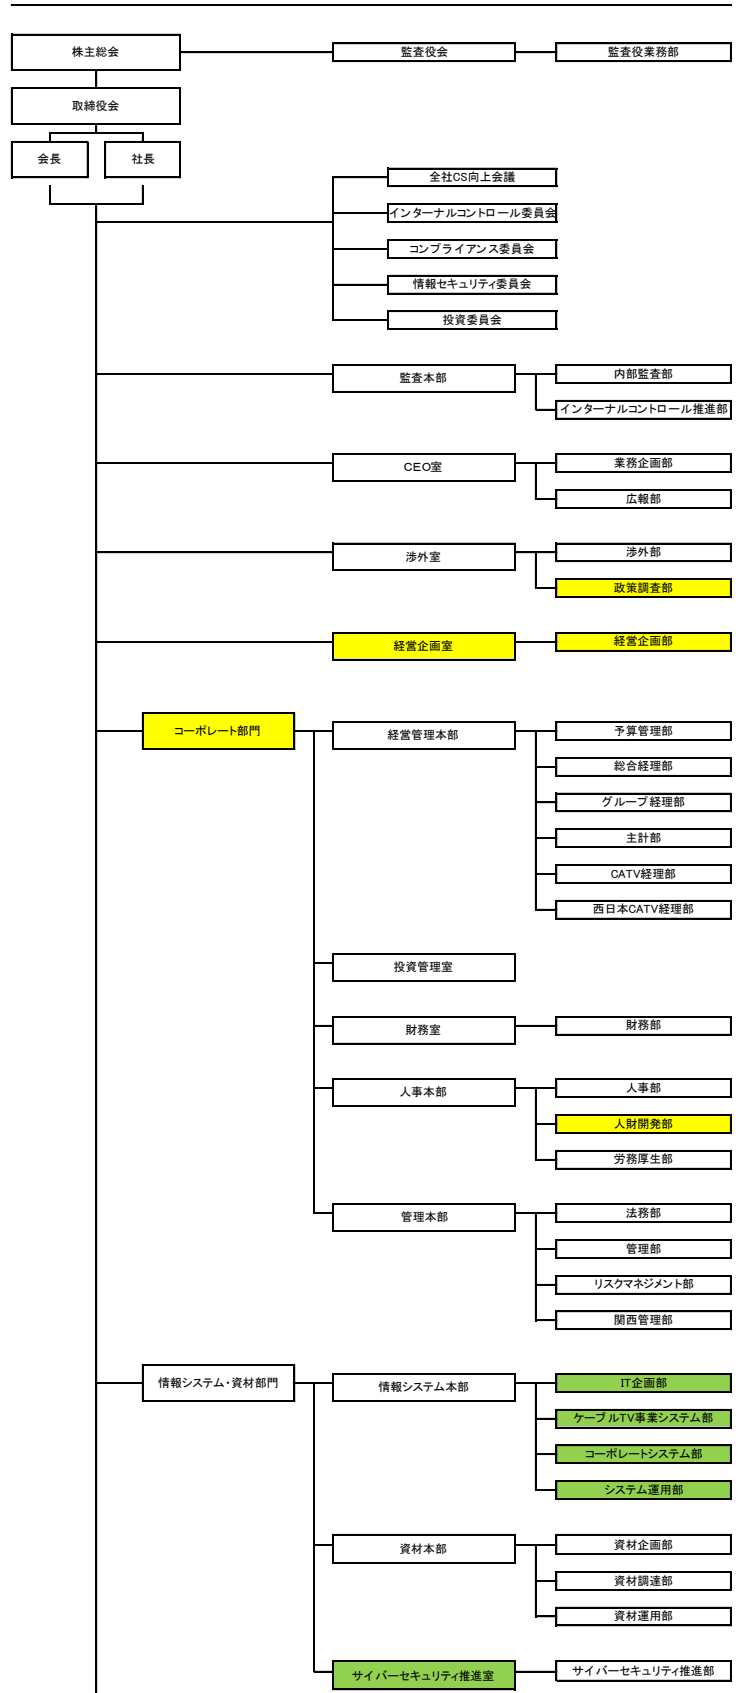 株主総会
監査役会
監査役業務部
取締役会
会長
社長
全社CS向上会議
インターナルコントロール委員会
コンプライアンス委員会
情報セキュリティ委員会
投資委員会
監査本部
内部監査部
インターナルコントロール推進部
CEO室
業務企画部
広報部
渉外室
渉外部
政策調査部
経営企画室
経営企画部
コーポレート部門
経営管理本部
予算管理部
総合経理部
グループ経理部
主計部
CATV経理部
西日本CATV経理部
投資管理室
財務室
財務部
人事本部
人事部
人財開発部
労務厚生部
管理本部
法務部
管理部
リスクマネジメント部
関西管理部
情報システム・資材部門
情報システム本部
IT企画部
ケーブルTV事業システム部
コーポレートシステム部
システム運用部
資材本部
資材企画部
資材調達部
資材運用部
サイバーセキュリティ推進室
サイバーセキュリティ推進部